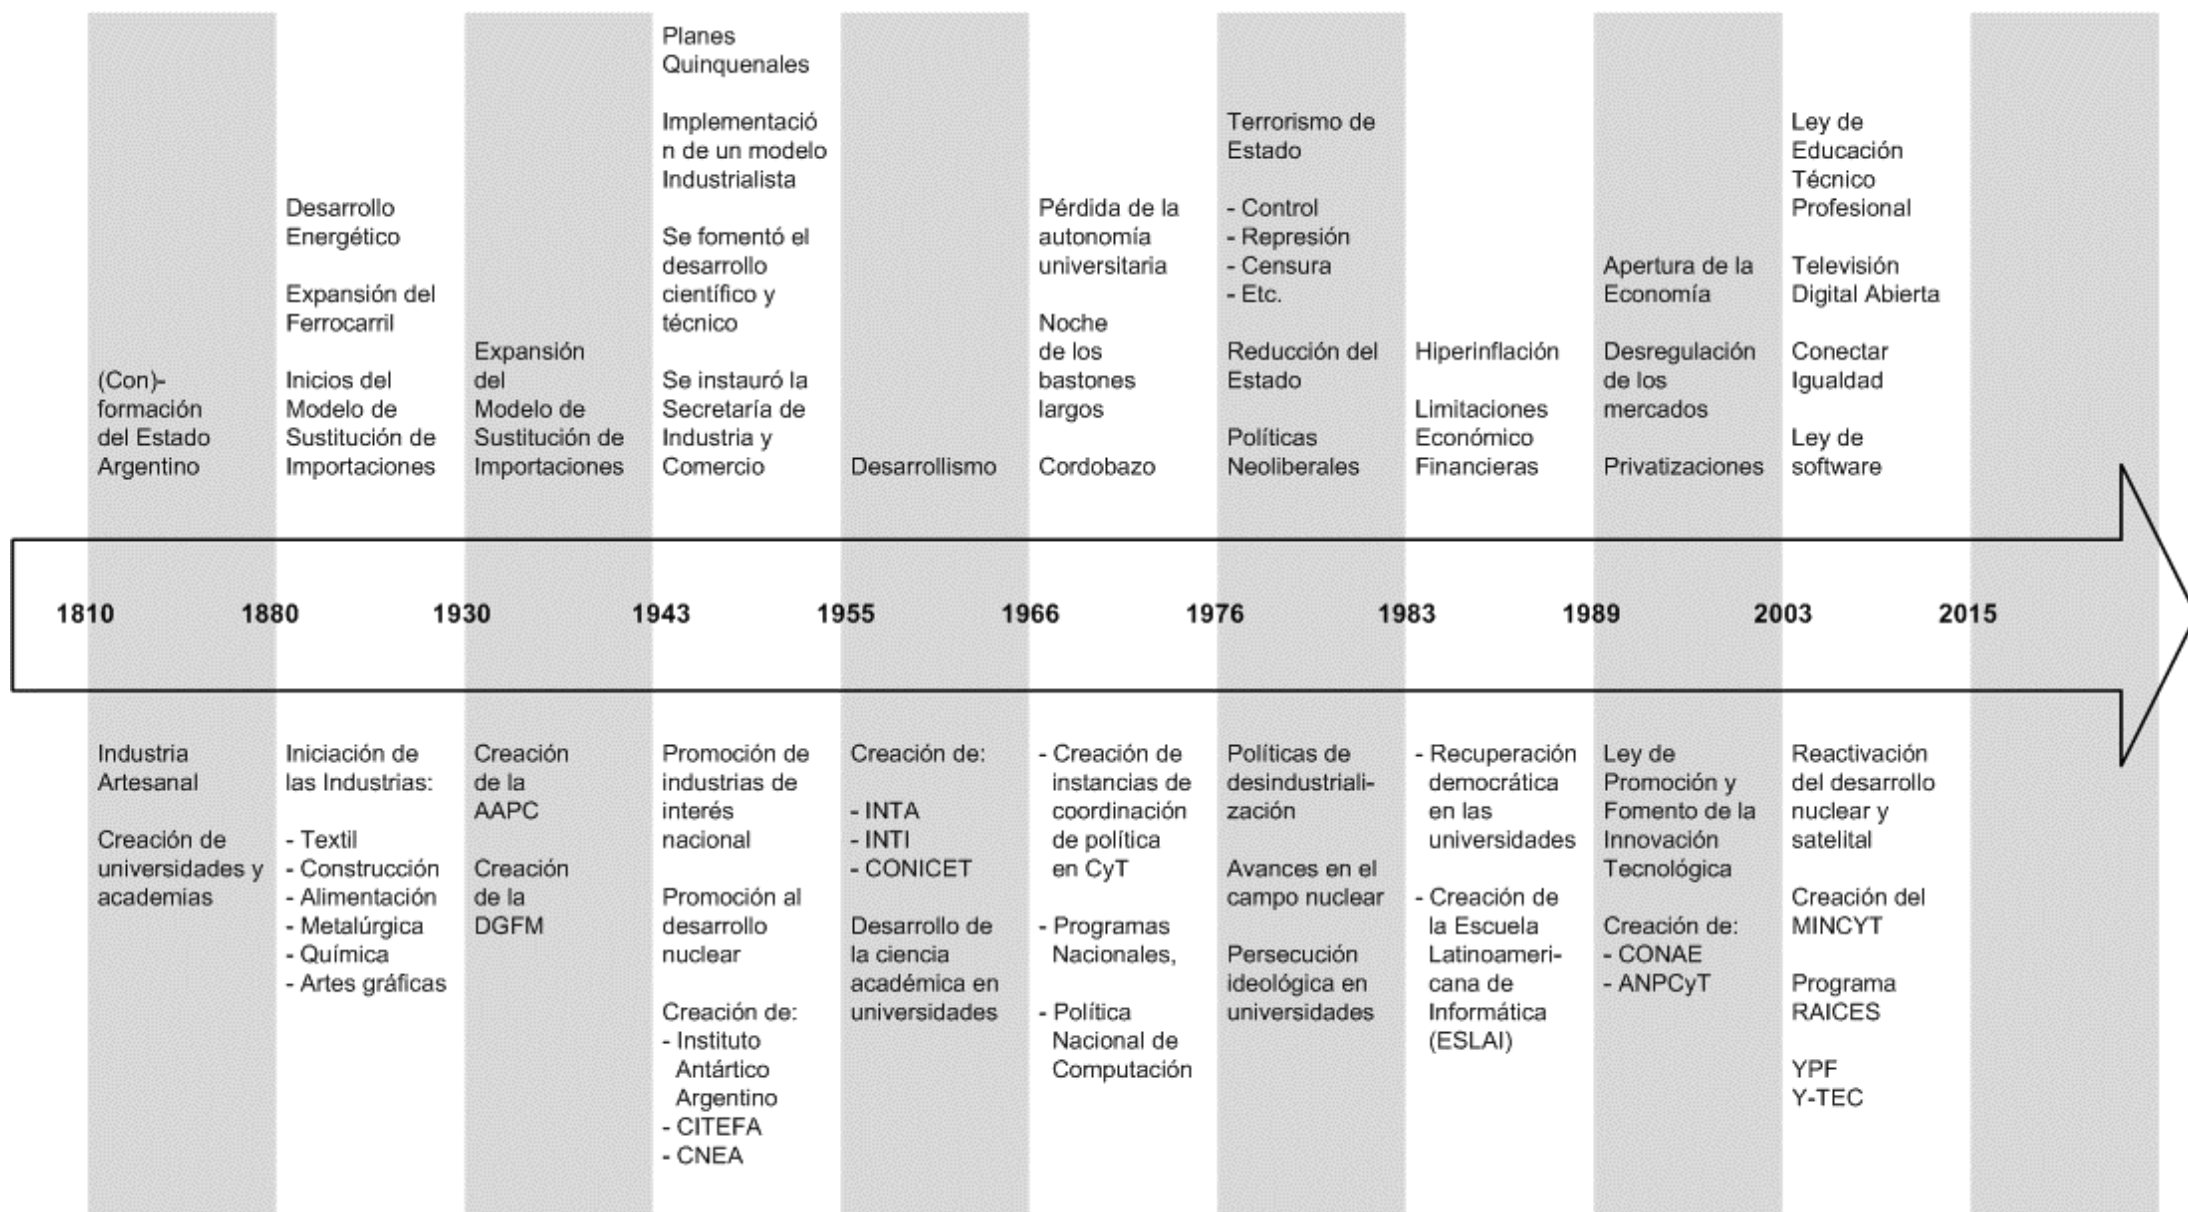 (Con)-
formación
del Estado
Argentino
Desarrollo
Energético
Expansión del
Ferrocarril
Inicios del
Modelo de
Sustitución de
Importaciones
Expansión
del
Modelo de
Sustitución de
Importaciones
Planes
Quinquenales
Implementació
n de un modelo
Industrialista
Se fomentó el
desarrollo
científico y
técnico
Se instauró la
Secretaría de
Industria y
Comercio
Desarrollismo
Pérdida de la
autonomía
universitaria
Noche
de los
bastones
largos
Cordobazo
Terrorismo de
Estado
- Control
- Represión
- Censura
- Etc.
Reducción del
Estado
Políticas
Neoliberales
Hiperinflación
Limitaciones
Económico
Financieras
Apertura de la
Economía
Desregulación
de los
mercados
Privatizaciones
Ley de
Educación
Técnico
Profesional
Televisión
Digital Abierta
Conectar
Igualdad
Ley de
software
1810 1880 1930 1943 1955 1966 1976 1983 1989 2003 2015
Industria
Artesanal
Creación de
universidades y
academias
Iniciación de
las Industrias:
- Textil
- Construcción
- Alimentación
- Metalúrgica
- Química
- Artes gráficas
Creación
de la
AAPC
Creación
de la
DGFM
Promoción de
industrias de
interés
nacional
Promoción al
desarrollo
nuclear
Creación de:
- Instituto
Antártico
Argentino
- CITEFA
- CNEA
Creación de:
- INTA
- INTI
- CONICET
Desarrollo de
la ciencia
académica en
universidades
- Creación de
instancias de
coordinación
de política
en CyT
- Programas
Nacionales,
- Política
Nacional de
Computación
Políticas de
desindustriali-
zación
Avances en el
campo nuclear
Persecución
ideológica en
universidades
- Recuperación
democrática
en las
universidades
- Creación de
la Escuela
Latinoameri-
cana de
Informática
(ESLAI)
Ley de
Promoción y
Fomento de la
Innovación
Tecnológica
Creación de:
- CONAE
- ANPCyT
Reactivación
del desarrollo
nuclear y
satelital
Creación del
MINCYT
Programa
RAICES
YPF
Y-TEC